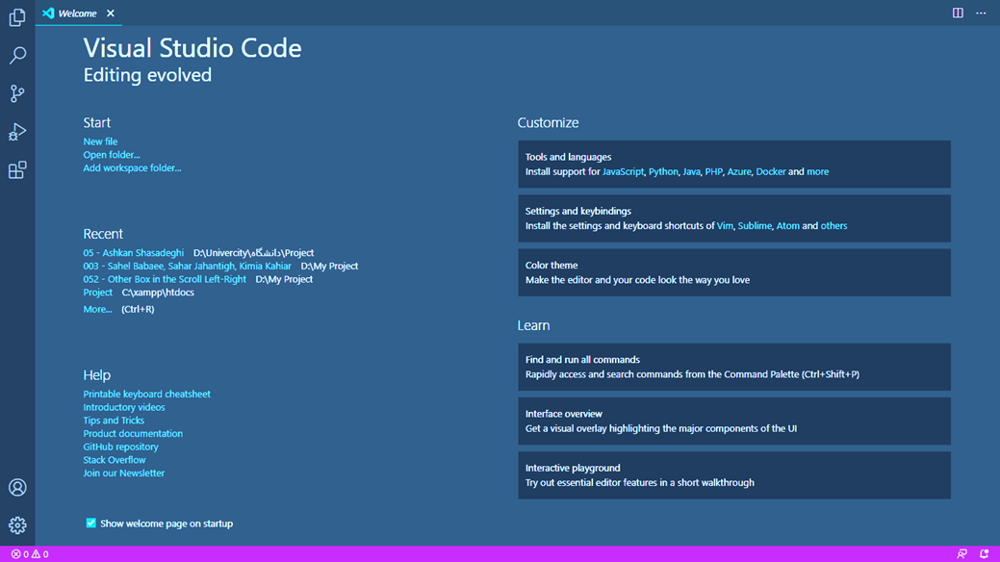 Welcome
Visual Studio Code
Editing evolved
Start
New file
Open folder...
Add workspace folder...
Recent
05 - Ashkan Shasadeghi D:\Univercity\دانشگاه\Project
003 - Sahel Babaee, Sahar Jahantigh, Kimia Kahiar D:\My Project
052 - Other Box in the Scroll Left-Right D:\My Project
Project C:\xampp\htdocs
More... (Ctrl+R)
Help
Printable keyboard cheatsheet
Introductory videos
Tips and Tricks
Product documentation
GitHub repository
Stack Overflow
Join our Newsletter
Show welcome page on startup
Customize
Tools and languages
Install support for JavaScript, Python, Java, PHP, Azure, Docker and more
Settings and keybindings
Install the settings and keyboard shortcuts of Vim, Sublime, Atom and others
Color theme
Make the editor and your code look the way you love
Learn
Find and run all commands
Rapidly access and search commands from the Command Palette (Ctrl+Shift+P)
Interface overview
Get a visual overlay highlighting the major components of the UI
Interactive playground
Try out essential editor features in a short walkthrough
0 0